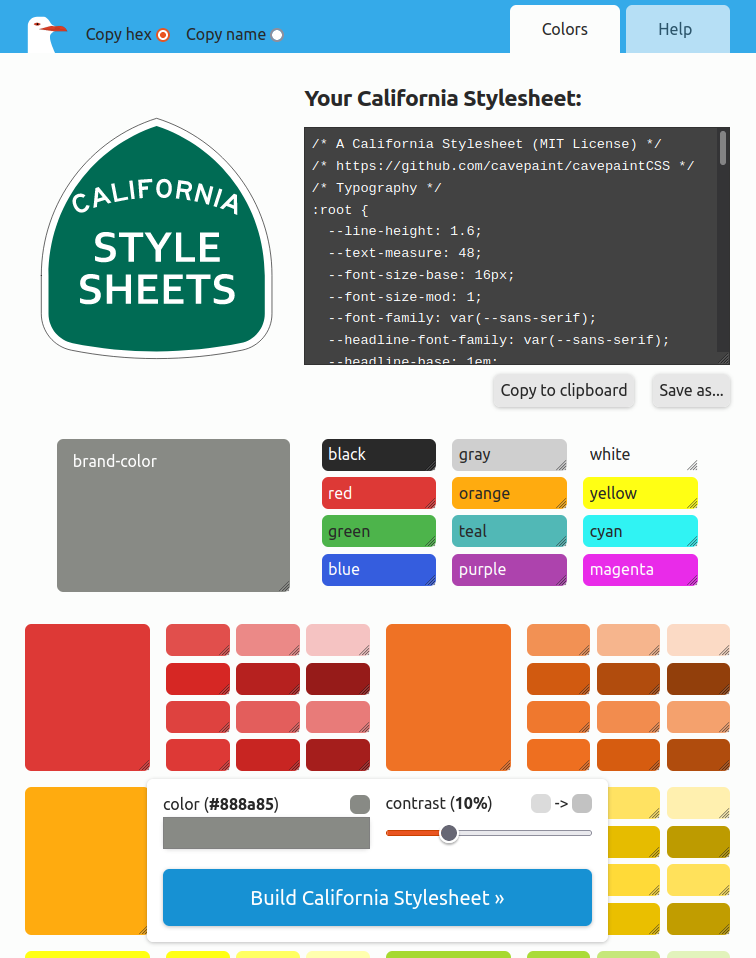 Copy hex
Copy name
Colors
Help
Your California Stylesheet:
CALIFORNIA
STYLE
SHEETS
/* A California Stylesheet (MIT License) */
/* https://github.com/cavepaint/cavepaintCSS */
/* Typography */
:root {
  --line-height: 1.6;
  --text-measure: 48;
  --font-size-base: 16px;
  --font-size-mod: 1;
  --font-family: var(--sans-serif);
  --headline-font-family: var(--sans-serif);
  --headline-base: 1em;
Copy to clipboard
Save as...
brand-color
black
gray
white
red
orange
yellow
green
teal
cyan
blue
purple
magenta
color (#888a85)
contrast (10%)
->
Build California Stylesheet »